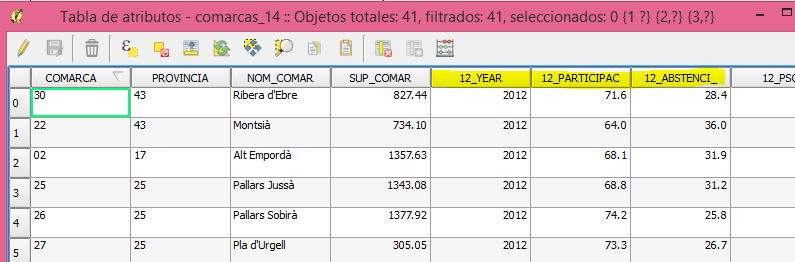 Tabla de atributos - comarcas_14 :: Objetos totales: 41, filtrados: 41, seleccionados: 0 {1 ?} {2,?} {3,?}
COMARCA PROVINCIA NOM_COMAR SUP_COMAR 12_YEAR 12_PARTICIPAC 12_ABSTENCI_ 12_PSC
0 30 43 Ribera d'Ebre 827.44 2012 71.6 28.4
1 22 43 Montsià 734.10 2012 64.0 36.0
2 02 17 Alt Empordà 1357.63 2012 68.1 31.9
3 25 25 Pallars Jussà 1343.08 2012 68.8 31.2
4 26 25 Pallars Sobirà 1377.92 2012 74.2 25.8
5 27 25 Pla d'Urgell 305.05 2012 73.3 26.7